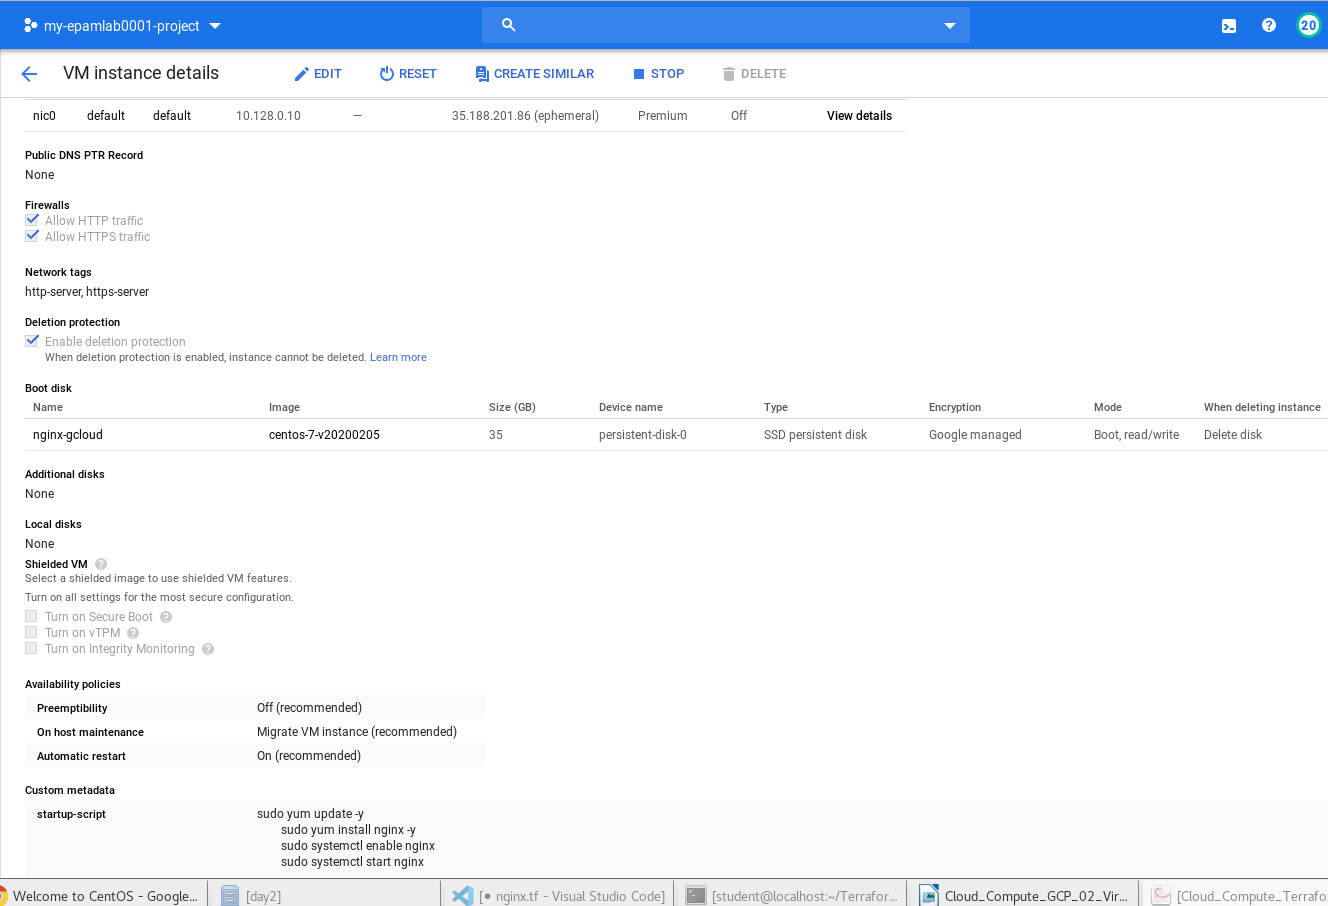 my-epamlab0001-project
20
VM instance details EDIT RESET CREATE SIMILAR STOP DELETE
nic0 default default 10.128.0.10 — 35.188.201.86 (ephemeral) Premium Off View details
Public DNS PTR Record
None
Firewalls
Allow HTTP traffic
Allow HTTPS traffic
Network tags
http-server, https-server
Deletion protection
Enable deletion protection
When deletion protection is enabled, instance cannot be deleted. Learn more
Boot disk
Name Image Size (GB) Device name Type Encryption Mode When deleting instance
nginx-gcloud centos-7-v20200205 35 persistent-disk-0 SSD persistent disk Google managed Boot, read/write Delete disk
Additional disks
None
Local disks
None
Shielded VM
Select a shielded image to use shielded VM features.
Turn on all settings for the most secure configuration.
Turn on Secure Boot
Turn on vTPM
Turn on Integrity Monitoring
Availability policies
Preemptibility Off (recommended)
On host maintenance Migrate VM instance (recommended)
Automatic restart On (recommended)
Custom metadata
startup-script sudo yum update -y
sudo yum install nginx -y
sudo systemctl enable nginx
sudo systemctl start nginx
Welcome to CentOS - Google... [day2] [• nginx.tf - Visual Studio Code] [student@localhost:~/Terrafor... Cloud_Compute_GCP_02_Vir... [Cloud_Compute_Terrafo